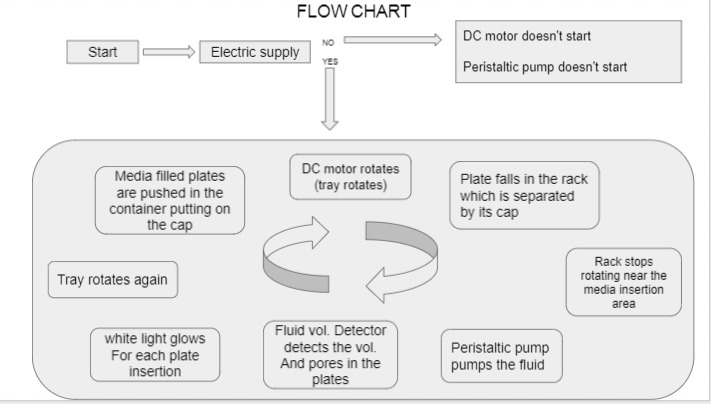 FLOW CHART
Start
Electric supply
NO
YES
DC motor doesn't start
Peristaltic pump doesn't start
DC motor rotates
(tray rotates)
Plate falls in the rack
which is separated
by its cap
Rack stops
rotating near the
media insertion
area
Peristaltic pump
pumps the fluid
Fluid vol. Detector
detects the vol.
And pores in the
plates
white light glows
For each plate
insertion
Tray rotates again
Media filled plates
are pushed in the
container putting on
the cap